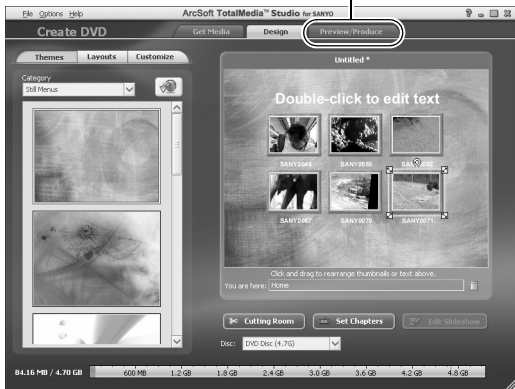 File Options Help
ArcSoft TotalMedia™ Studio for SANYO
Create DVD
Get Media
Design
Preview/Produce
Themes
Layouts
Customize
Category
Still Menus
Untitled *
Double-click to edit text
SANY0048
SANY0050
SANY0062
SANY0067
SANY0070
SANY0071
Click and drag to rearrange thumbnails or text above.
You are here: Home
Cutting Room
Set Chapters
Edit Slideshow
Disc: DVD Disc (4.7G)
84.16 MB / 4.70 GB
600 MB 1.2 GB 1.8 GB 2.4 GB 3.0 GB 3.6 GB 4.2 GB 4.8 GB